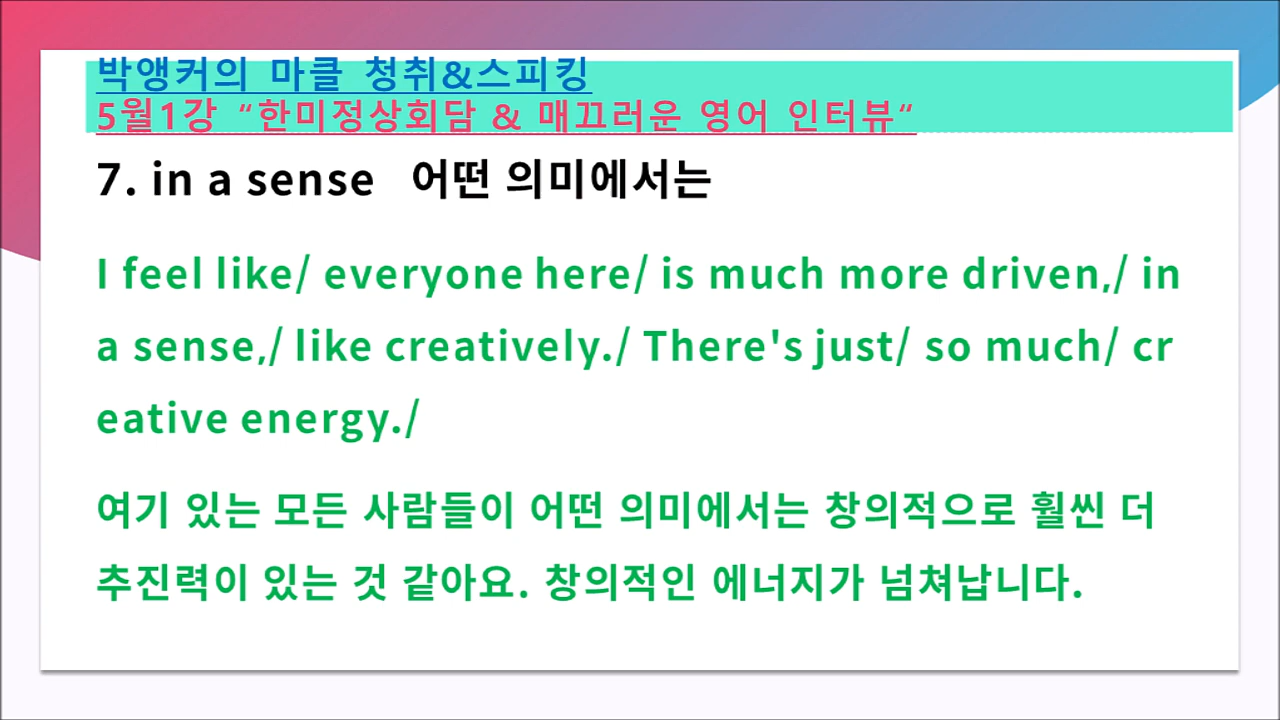 박앵커의 마클 청취&스피킹
5월1강 “한미정상회담 & 매끄러운 영어 인터뷰“
7. in a sense 어떤 의미에서는
I feel like/ everyone here/ is much more driven,/ in
a sense,/ like creatively./ There's just/ so much/ cr
eative energy./
여기 있는 모든 사람들이 어떤 의미에서는 창의적으로 훨씬 더
추진력이 있는 것 같아요. 창의적인 에너지가 넘쳐납니다.